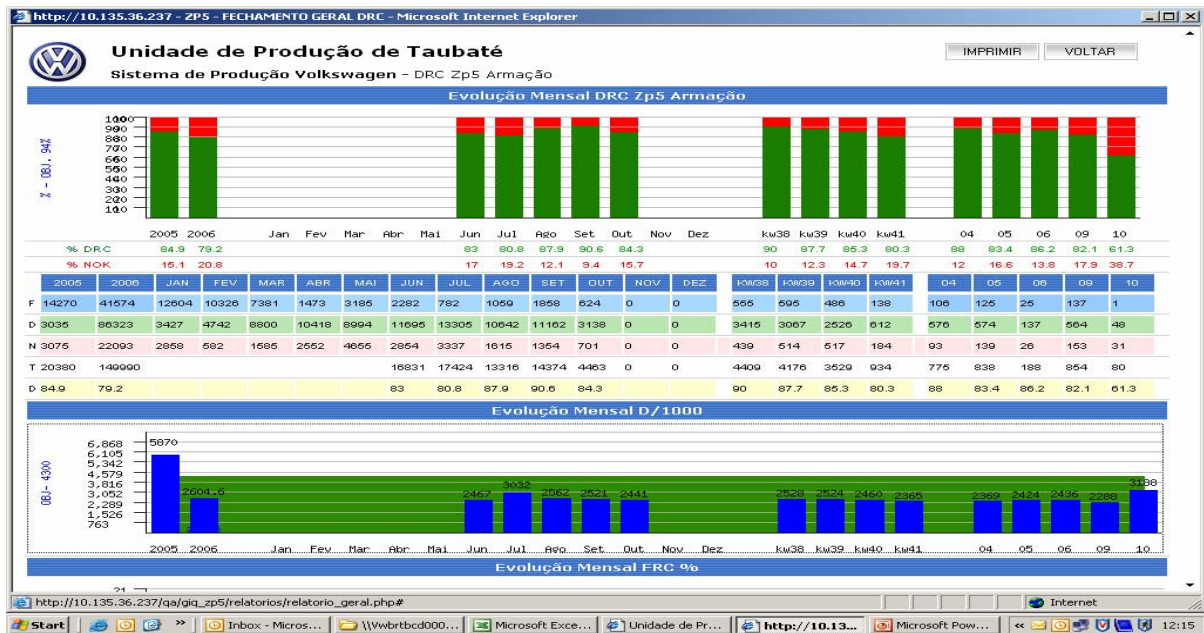 http://10.135.36.237 - ZP5 - FECHAMENTO GERAL DRC - Microsoft Internet Explorer
Unidade de Produção de Taubaté
IMPRIMIR VOLTAR
Sistema de Produção Volkswagen - DRC Zp5 Armação
Evolução Mensal DRC Zp5 Armação
% - OBJ. 94%
2005 2006 Jan Fev Mar Abr Mai Jun Jul Ago Set Out Nov Dez kw38 kw39 kw40 kw41 04 05 06 09 10
% DRC 84.9 79.2 83 80.8 87.9 90.6 84.3 90 87.7 85.3 80.3 88 83.4 86.2 82.1 61.3
% NOK 15.1 20.8 17 19.2 12.1 9.4 15.7 10 12.3 14.7 19.7 12 16.6 13.8 17.9 38.7
2005 2006 JAN FEV MAR ABR MAI JUN JUL AGO SET OUT NOV DEZ KW38 KW39 KW40 KW41 04 05 06 09 10
F 14270 41574 12604 10326 7381 1473 3185 2282 782 1059 1858 624 0 0 555 595 486 138 106 125 25 137 1
D 3035 86323 3427 4742 8800 10418 8994 11695 13305 10642 11162 3138 0 0 3415 3067 2526 612 576 574 137 564 48
N 3075 22093 2858 582 1585 2552 4655 2854 3337 1615 1354 701 0 0 439 514 517 184 93 139 26 153 31
T 20380 149990 16831 17424 13316 14374 4463 0 0 4409 4176 3529 934 775 838 188 854 80
D 84.9 79.2 83 80.8 87.9 90.6 84.3 90 87.7 85.3 80.3 88 83.4 86.2 82.1 61.3
Evolução Mensal D/1000
OBJ- 4300
6,868
6,105
5,342
4,579
3,816
3,052
2,289
1,526
763
5870 2604.6 2467 3032 2562 2521 2441 2528 2524 2460 2365 2369 2424 2436 2288 3188
2005 2006 Jan Fev Mar Abr Mai Jun Jul Ago Set Out Nov Dez kw38 kw39 kw40 kw41 04 05 06 09 10
Evolução Mensal FRC %
http://10.135.36.237/qa/giq_zp5/relatorios/relatorio_geral.php# Internet
Start Inbox - Micros... \\Vwbrtbcd000... Microsoft Exce... Unidade de Pr... http://10.13... Microsoft Pow... 12:15